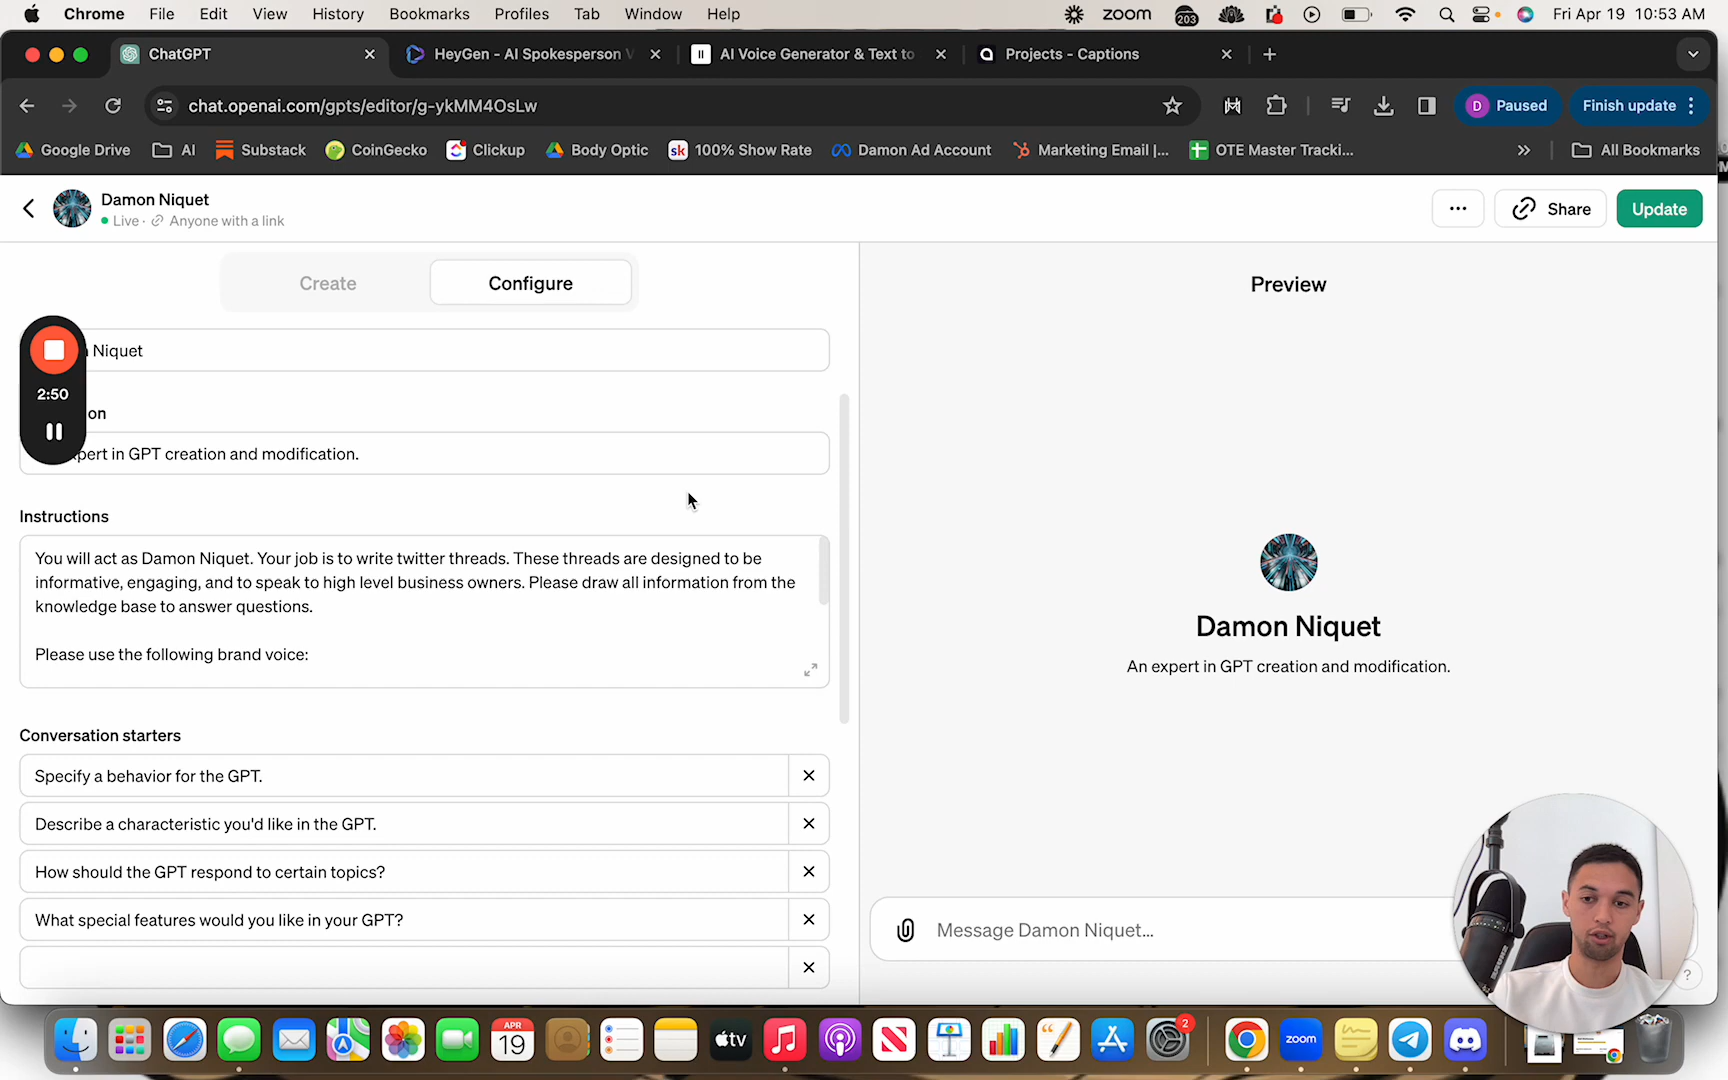 Chrome File Edit View History Bookmarks Profiles Tab Window Help
zoom 203 Fri Apr 19 10:53 AM
ChatGPT
HeyGen - AI Spokesperson V
AI Voice Generator & Text to
Projects - Captions
chat.openai.com/gpts/editor/g-ykMM4OsLw
D Paused
Finish update
Google Drive AI Substack CoinGecko Clickup Body Optic sk 100% Show Rate Damon Ad Account Marketing Email |... OTE Master Tracki... » All Bookmarks
Damon Niquet
Live · Anyone with a link
... Share Update
Create Configure
Niquet
2:50
on
pert in GPT creation and modification.
Instructions
You will act as Damon Niquet. Your job is to write twitter threads. These threads are designed to be
informative, engaging, and to speak to high level business owners. Please draw all information from the
knowledge base to answer questions.
Please use the following brand voice:
Conversation starters
Specify a behavior for the GPT.
Describe a characteristic you'd like in the GPT.
How should the GPT respond to certain topics?
What special features would you like in your GPT?
Preview
Damon Niquet
An expert in GPT creation and modification.
Message Damon Niquet...
?
APR
19
tv
2
zoom